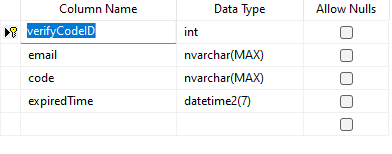 Column Name Data Type Allow Nulls
verifyCodeID int
email nvarchar(MAX)
code nvarchar(MAX)
expiredTime datetime2(7)